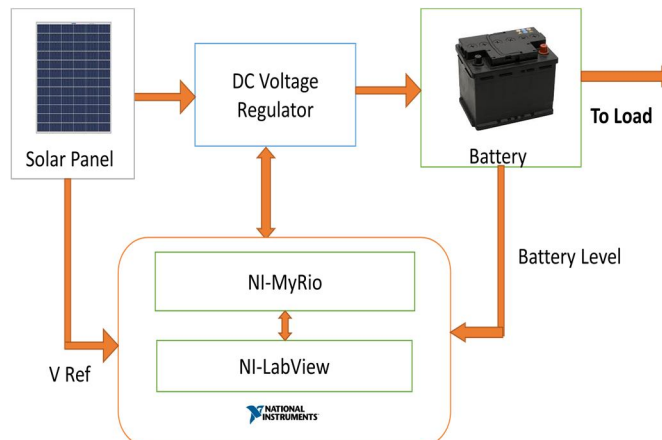 Solar Panel
DC Voltage
Regulator
Battery
To Load
Battery Level
V Ref
NI-MyRio
NI-LabView
NATIONAL
INSTRUMENTS